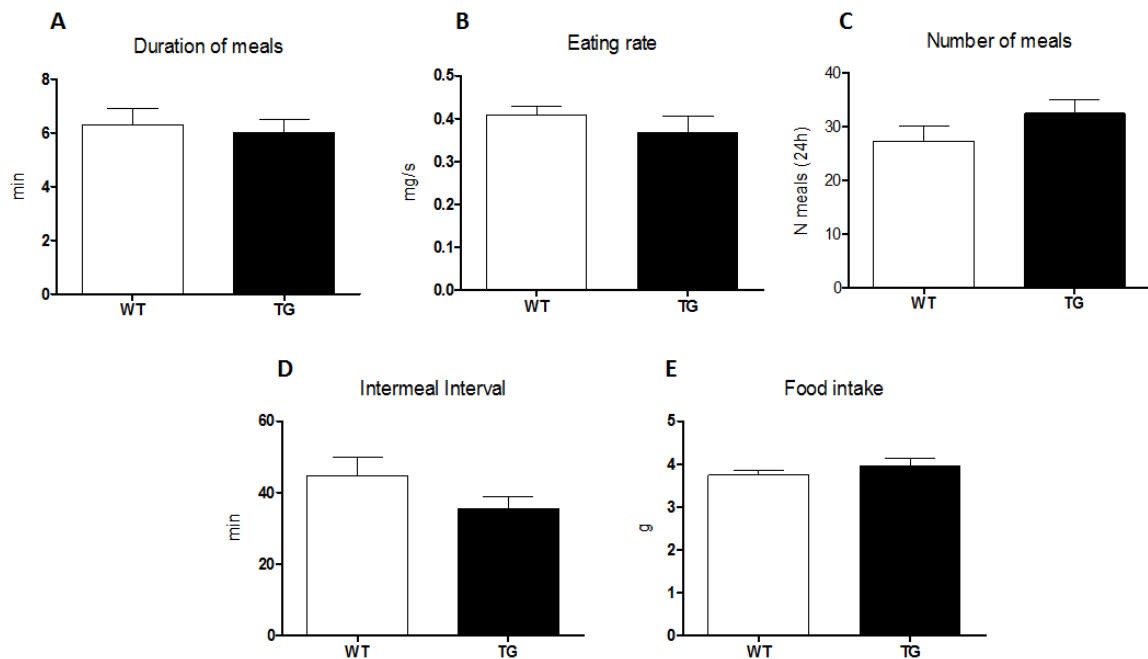 A
Duration of meals
8
6
4
2
0
min
WT TG
B
Eating rate
0.5
0.4
0.3
0.2
0.1
0.0
mg/s
WT TG
C
Number of meals
40
30
20
10
0
N meals (24h)
WT TG
D
Intermeal Interval
60
40
20
0
min
WT TG
E
Food intake
5
4
3
2
1
0
g
WT TG